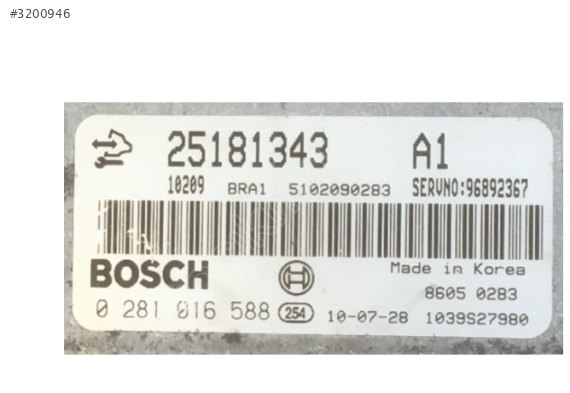 #3200946
25181343 A1
10209 BRA1 5102090283 SERVNO:96892367
BOSCH
Made in Korea
8605 0283
0 281 016 588 254 10-07-28 1039S27980